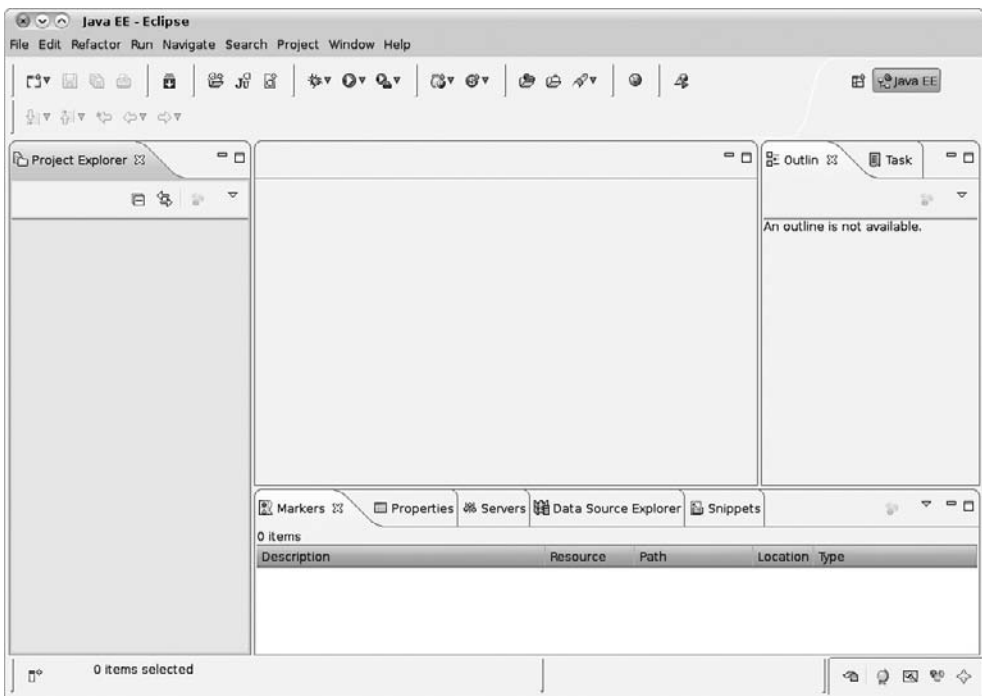 Java EE - Eclipse
File Edit Refactor Run Navigate Search Project Window Help
Java EE
Project Explorer
Outlin
Task
An outline is not available.
Markers
Properties
Servers
Data Source Explorer
Snippets
0 items
Description Resource Path Location Type
0 items selected